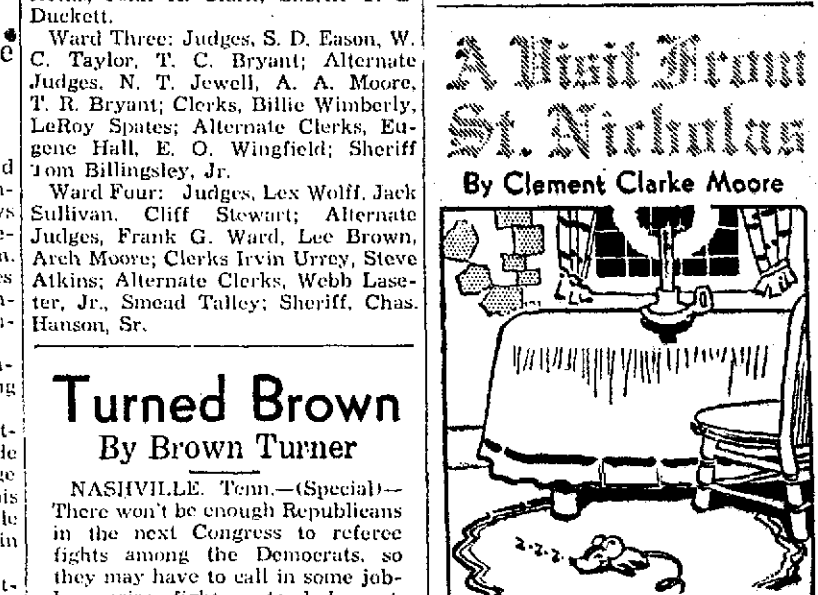 Duckett.
Ward Three: Judges, S. D. Eason, W.
C. Taylor, T. C. Bryant; Alternate
Judges, N. T. Jewell, A. A. Moore,
T. R. Bryant; Clerks, Billie Wimberly,
LeRoy Spates; Alternate Clerks, Eu-
gene Hall, E. O. Wingfield; Sheriff
Tom Billingsley, Jr.
Ward Four: Judges, Lex Wolff, Jack
Sullivan, Cliff Stewart; Alternate
Judges, Frank G. Ward, Lee Brown,
Arch Moore; Clerks Irvin Urrey, Steve
Atkins; Alternate Clerks, Webb Lase-
ter, Jr., Smead Talley; Sheriff, Chas.
Hanson, Sr.
Turned Brown
By Brown Turner
NASHVILLE, Tenn.—(Special)—
There won't be enough Republicans
in the next Congress to referee
fights among the Democrats, so
they may have to call in some job-
A Visit From
St. Nicholas
By Clement Clarke Moore
z-z-z